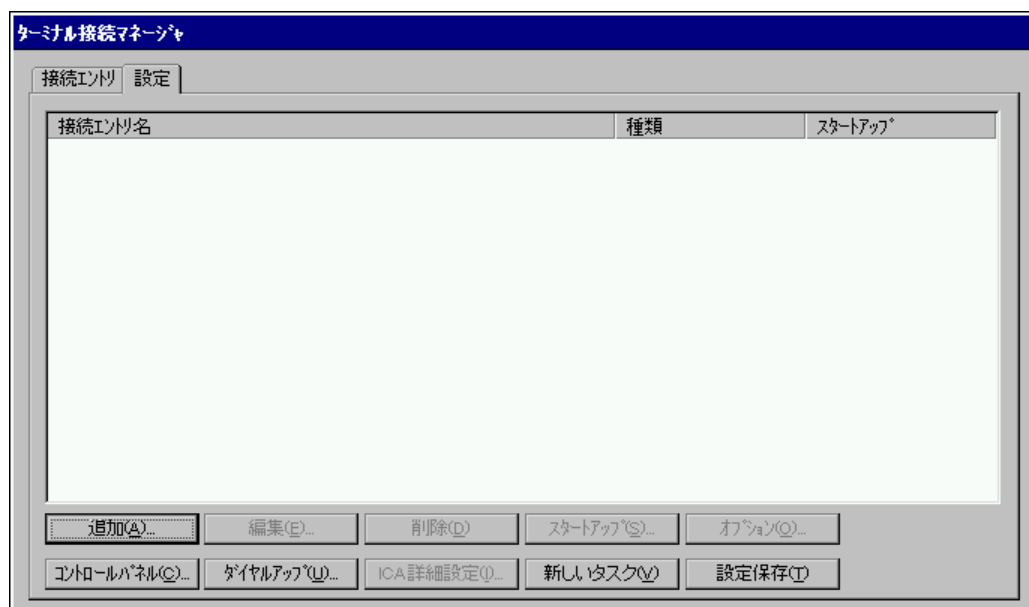 ﾀｰﾐﾅﾙ接続ﾏﾈｰｼﾞｬ
接続ｴﾝﾄﾘ 設定
接続ｴﾝﾄﾘ名 種類 ｽﾀｰﾄｱｯﾌﾟ
追加(A)... 編集(E)... 削除(D) ｽﾀｰﾄｱｯﾌﾟ(S)... ｵﾌﾟｼｮﾝ(O)...
ｺﾝﾄﾛｰﾙﾊﾟﾈﾙ(C)... ﾀﾞｲﾔﾙｱｯﾌﾟ(U)... ICA詳細設定(I)... 新しいタスク(V) 設定保存(T)